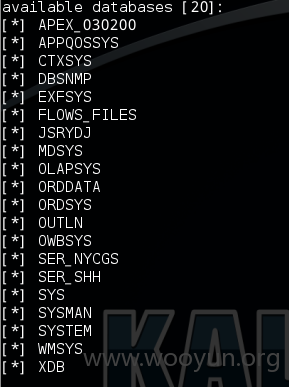 available databases [20]:
[*] APEX_030200
[*] APPQOSSYS
[*] CTXSYS
[*] DBSNMP
[*] EXFSYS
[*] FLOWS_FILES
[*] JSRYDJ
[*] MDSYS
[*] OLAPSYS
[*] ORDDATA
[*] ORDSYS
[*] OUTLN
[*] OWBSYS
[*] SER_NYCGS
[*] SER_SHH
[*] SYS
[*] SYSMAN
[*] SYSTEM
[*] WMSYS
[*] XDB
KAL
www.wooyun.org